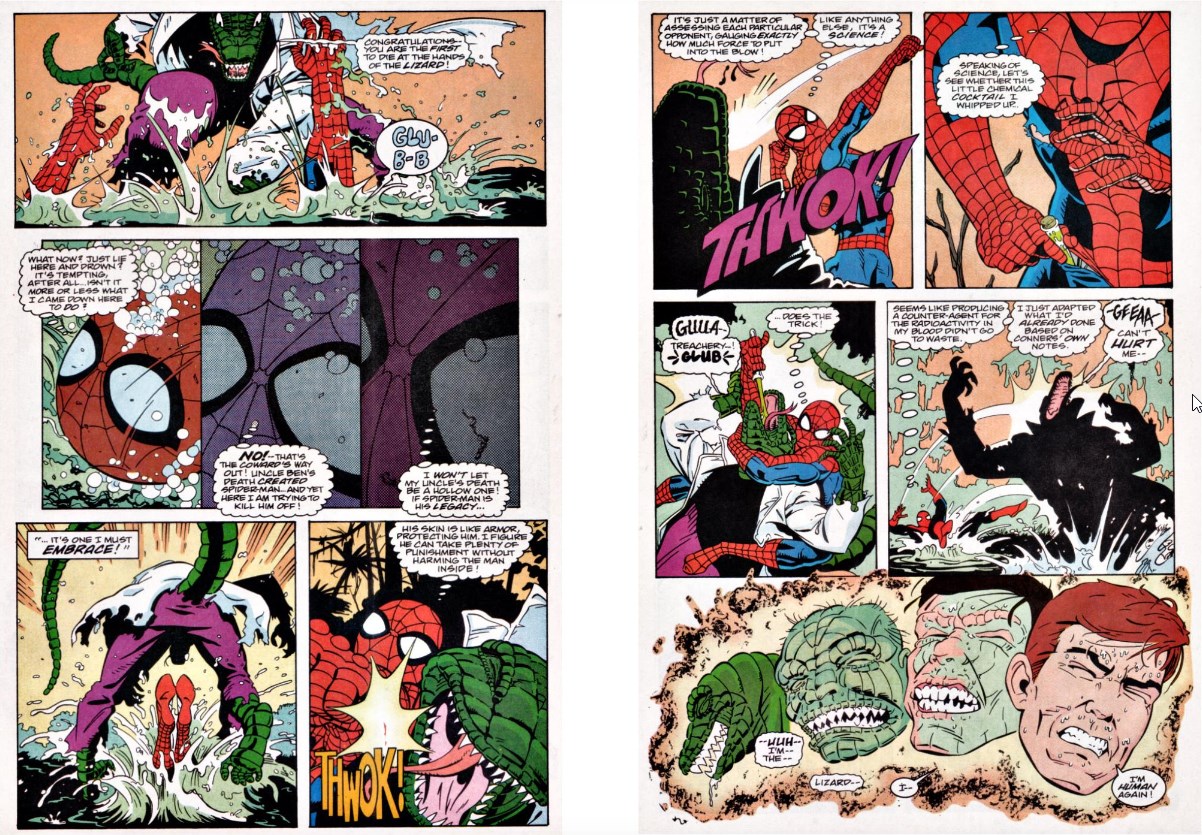 CONGRATULATIONS--
YOU ARE THE FIRST
TO DIE AT THE HANDS
OF THE LIZARD!
GLU-
B-B
WHAT NOW? JUST LIE
HERE AND DROWN?
IT'S TEMPTING,
AFTER ALL...ISN'T IT
MORE OR LESS WHAT
I CAME DOWN HERE
TO DO?
NO!--THAT'S
THE COWARD'S WAY
OUT! UNCLE BEN'S
DEATH CREATED
SPIDER-MAN...AND YET
HERE I AM TRYING TO
KILL HIM OFF!
I WON'T LET
MY UNCLE'S DEATH
BE A HOLLOW ONE!
IF SPIDER-MAN IS
HIS LEGACY...
"... IT'S ONE I MUST
EMBRACE!"
HIS SKIN IS LIKE ARMOR,
PROTECTING HIM. I FIGURE
HE CAN TAKE PLENTY OF
PUNISHMENT WITHOUT
HARMING THE MAN
INSIDE!
THWOK!
IT'S JUST A MATTER OF
ASSESSING EACH PARTICULAR
OPPONENT, GAUGING EXACTLY
HOW MUCH FORCE TO PUT
INTO THE BLOW!
LIKE ANYTHING
ELSE, IT'S A
SCIENCE!
THWOK!
SPEAKING OF
SCIENCE, LET'S
SEE WHETHER THIS
LITTLE CHEMICAL
COCKTAIL I
WHIPPED UP..
GUUA--
TREACHERY--!
GLUB
...DOES THE
TRICK!
SEEMS LIKE PRODUCING
A COUNTER-AGENT FOR
THE RADIOACTIVITY IN
MY BLOOD DIDN'T GO
TO WASTE.
I JUST ADAPTED
WHAT I'D
ALREADY DONE
BASED ON
CONNERS' OWN
NOTES.
-GEEAA-
CAN'T
HURT
ME--
--HUH--
I'M--
THE--
LIZARD--
I--
I'M
HUMAN
AGAIN!